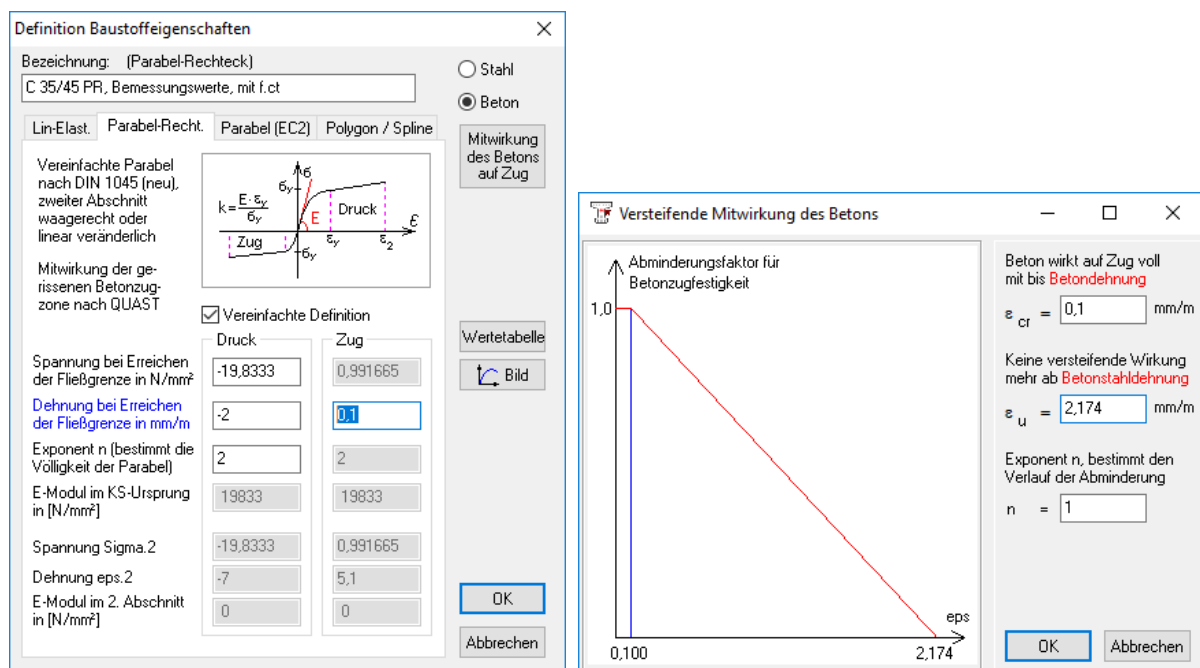 Definition Baustoffeigenschaften
Bezeichnung: (Parabel-Rechteck)
C 35/45 PR, Bemessungswerte, mit f.ct
Stahl
Beton
Lin-Elast. Parabel-Recht. Parabel (EC2) Polygon / Spline
Mitwirkung
des Betons
auf Zug
Vereinfachte Parabel
nach DIN 1045 (neu),
zweiter Abschnitt
waagerecht oder
linear veränderlich
Mitwirkung der ge-
rissenen Betonzug-
zone nach QUAST
k = E · εy / σy
σ
σy
E
Druck
ε
Zug
σy
εy
ε2
Vereinfachte Definition
Druck Zug
Wertetabelle
Bild
Spannung bei Erreichen
der Fließgrenze in N/mm² -19,8333 0,991665
Dehnung bei Erreichen
der Fließgrenze in mm/m -2 0,1
Exponent n (bestimmt die
Völligkeit der Parabel) 2 2
E-Modul im KS-Ursprung
in [N/mm²] 19833 19833
Spannung Sigma.2 -19,8333 0,991665
Dehnung eps.2 -7 5,1
E-Modul im 2. Abschnitt
in [N/mm²] 0 0
OK
Abbrechen
Versteifende Mitwirkung des Betons
Abminderungsfaktor für
Betonzugfestigkeit
1,0
eps
0,100 2,174
Beton wirkt auf Zug voll
mit bis Betondehnung
ε cr = 0,1 mm/m
Keine versteifende Wirkung
mehr ab Betonstahldehnung
ε u = 2,174 mm/m
Exponent n, bestimmt den
Verlauf der Abminderung
n = 1
OK Abbrechen